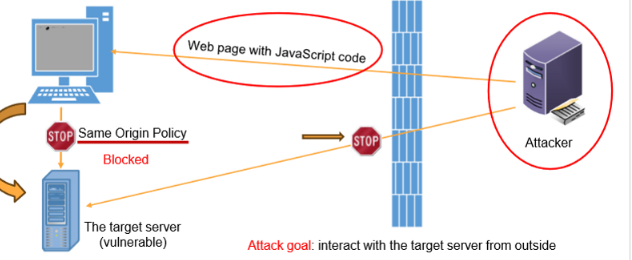 Web page with JavaScript code
STOP
Same Origin Policy
Blocked
STOP
Attacker
The target server
(vulnerable)
Attack goal: interact with the target server from outside